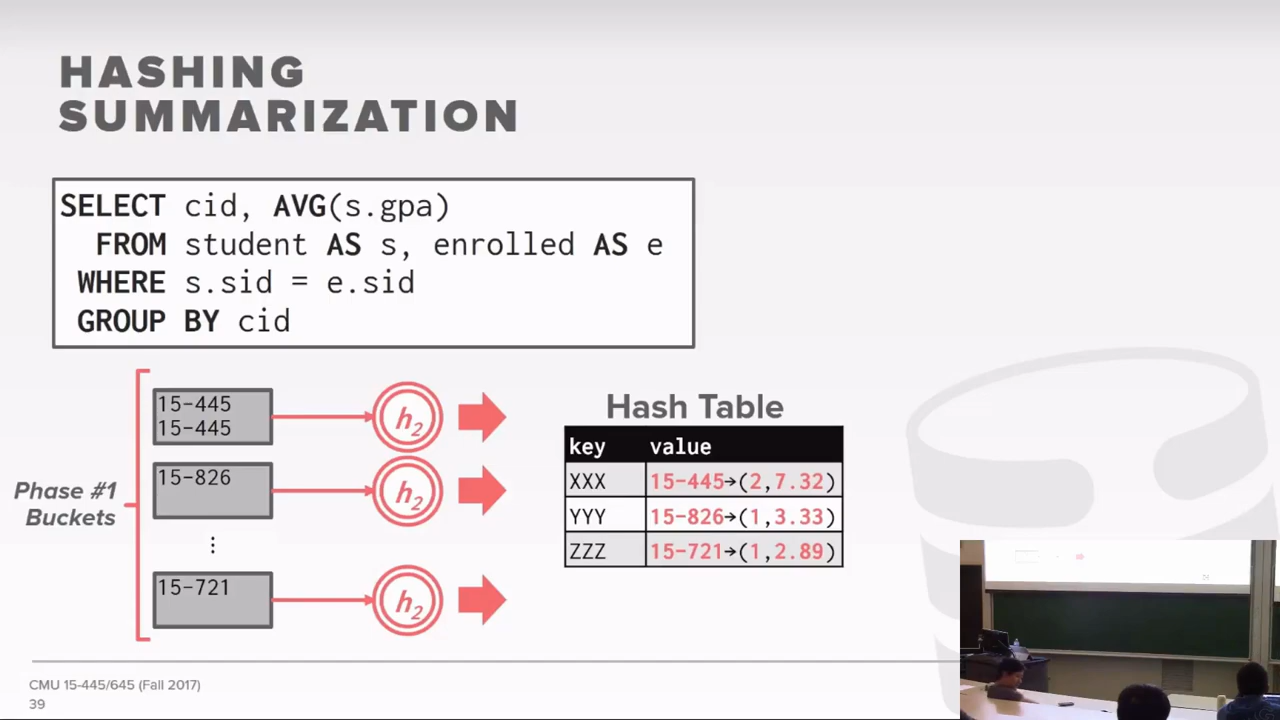 HASHING
SUMMARIZATION
SELECT cid, AVG(s.gpa)
FROM student AS s, enrolled AS e
WHERE s.sid = e.sid
GROUP BY cid
Phase #1
Buckets
15-445
15-445
h2
15-826
h2
⋮
15-721
h2
Hash Table
key value
XXX 15-445→(2,7.32)
YYY 15-826→(1,3.33)
ZZZ 15-721→(1,2.89)
CMU 15-445/645 (Fall 2017)
39